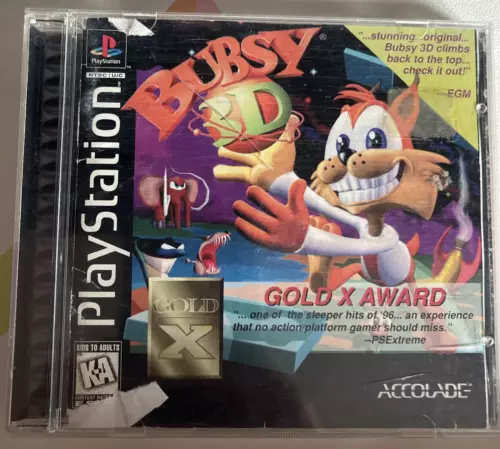 PlayStation
NTSC U/C
PlayStation
BUBSY
3D
"...stunning...original...
Bubsy 3D climbs
back to the top...
check it out!"
—EGM
GOLD
X
GOLD X AWARD
"... one of the sleeper hits of '96... an experience
that no action/platform gamer should miss."
--PSExtreme
KIDS TO ADULTS
K-A
ACCOLADE